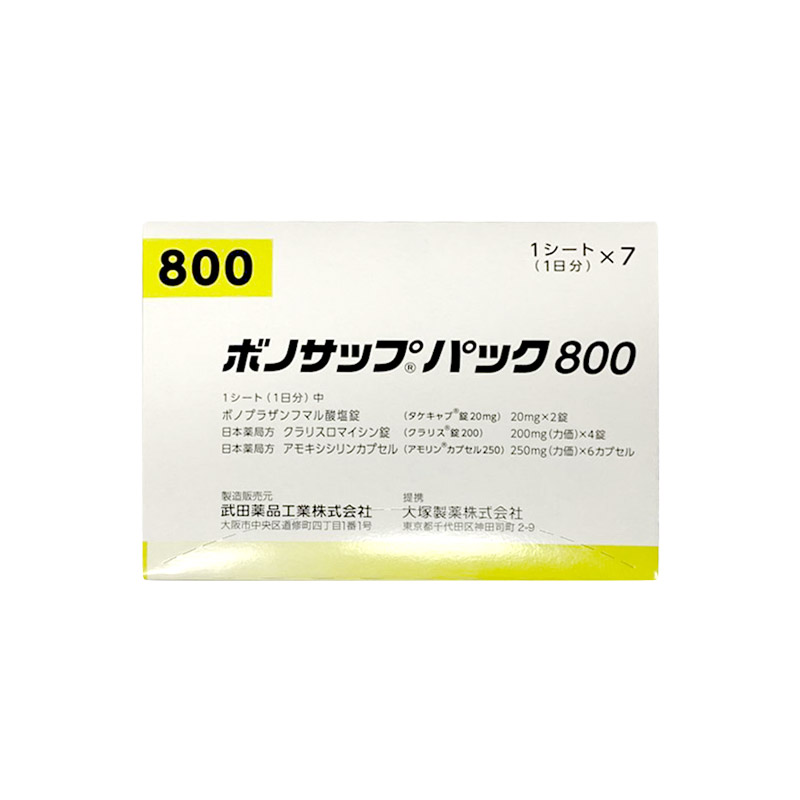 800
1シート×7
(1日分)
ボノサップ®パック800
1シート(1日分)中
ボノプラザンフマル酸塩錠 (タケキャブ®錠20mg) 20mg×2錠
日本薬局方 クラリスロマイシン錠 (クラリス®錠200) 200mg(力価)×4錠
日本薬局方 アモキシシリンカプセル (アモリン®カプセル250) 250mg(力価)×6カプセル
製造販売元
武田薬品工業株式会社
大阪市中央区道修町四丁目1番1号
提携
大塚製薬株式会社
東京都千代田区神田司町2-9